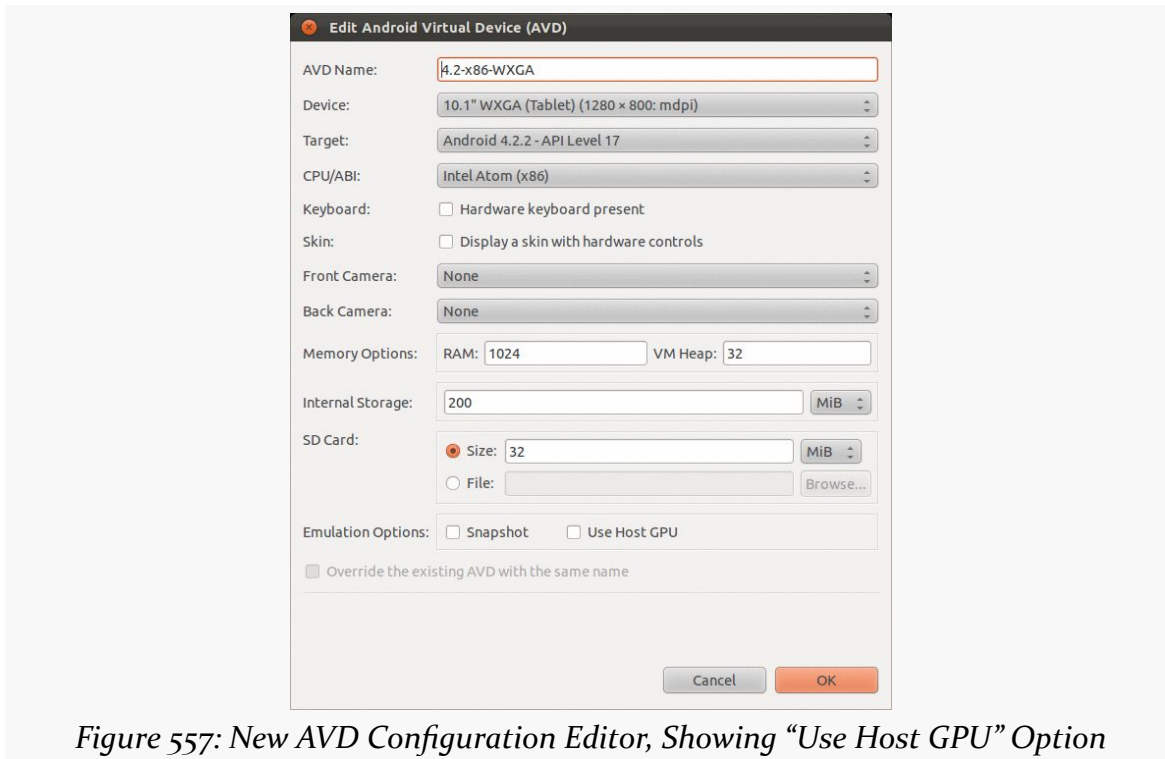 Edit Android Virtual Device (AVD)
AVD Name: 4.2-x86-WXGA
Device: 10.1" WXGA (Tablet) (1280 × 800: mdpi)
Target: Android 4.2.2 - API Level 17
CPU/ABI: Intel Atom (x86)
Keyboard: Hardware keyboard present
Skin: Display a skin with hardware controls
Front Camera: None
Back Camera: None
Memory Options: RAM: 1024 VM Heap: 32
Internal Storage: 200 MiB
SD Card:
Size: 32 MiB
File: Browse...
Emulation Options: Snapshot Use Host GPU
Override the existing AVD with the same name
Cancel OK
Figure 557: New AVD Configuration Editor, Showing “Use Host GPU” Option